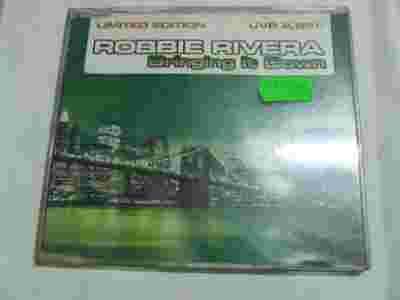 LIMITED EDITION
ROBBIE RIVERA
Bringing it Down